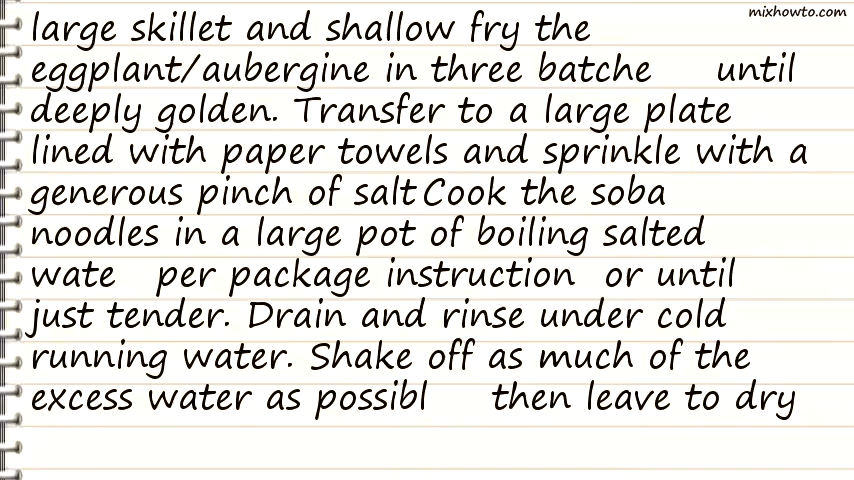 mixhowto.com
large skillet and shallow fry the
eggplant/aubergine in three batche until
deeply golden. Transfer to a large plate
lined with paper towels and sprinkle with a
generous pinch of salt Cook the soba
noodles in a large pot of boiling salted
wate per package instruction or until
just tender. Drain and rinse under cold
running water. Shake off as much of the
excess water as possibl then leave to dry